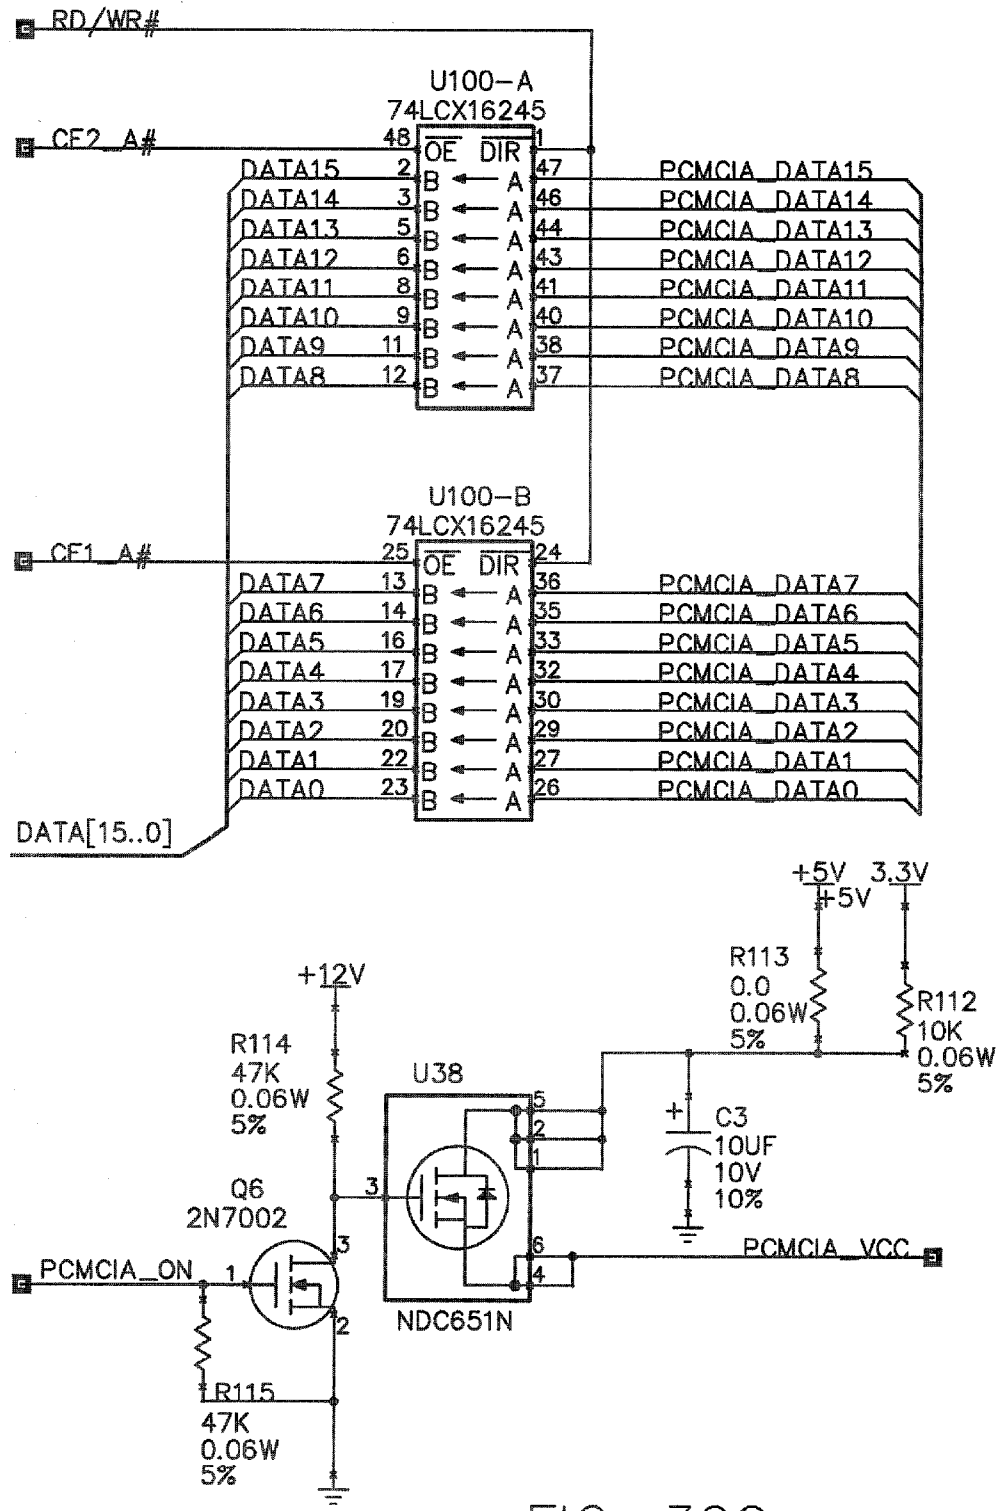 RD/WR#
U100-A
74LCX16245
CE2_A# 48 OE DIR 1
DATA15 2 B A 47 PCMCIA_DATA15
DATA14 3 B A 46 PCMCIA_DATA14
DATA13 5 B A 44 PCMCIA_DATA13
DATA12 6 B A 43 PCMCIA_DATA12
DATA11 8 B A 41 PCMCIA_DATA11
DATA10 9 B A 40 PCMCIA_DATA10
DATA9 11 B A 38 PCMCIA_DATA9
DATA8 12 B A 37 PCMCIA_DATA8
U100-B
74LCX16245
CE1_A# 25 OE DIR 24
DATA7 13 B A 36 PCMCIA_DATA7
DATA6 14 B A 35 PCMCIA_DATA6
DATA5 16 B A 33 PCMCIA_DATA5
DATA4 17 B A 32 PCMCIA_DATA4
DATA3 19 B A 30 PCMCIA_DATA3
DATA2 20 B A 29 PCMCIA_DATA2
DATA1 22 B A 27 PCMCIA_DATA1
DATA0 23 B A 26 PCMCIA_DATA0
DATA[15..0]
+5V 3.3V
+5V
R113
0.0
0.06W
5%
R112
10K
0.06W
5%
+12V
R114
47K
0.06W
5%
U38
5
2
1
3
6
4
NDC651N
+ C3
10UF
10V
10%
Q6
2N7002
3
PCMCIA_ON 1
2
PCMCIA_VCC
R115
47K
0.06W
5%